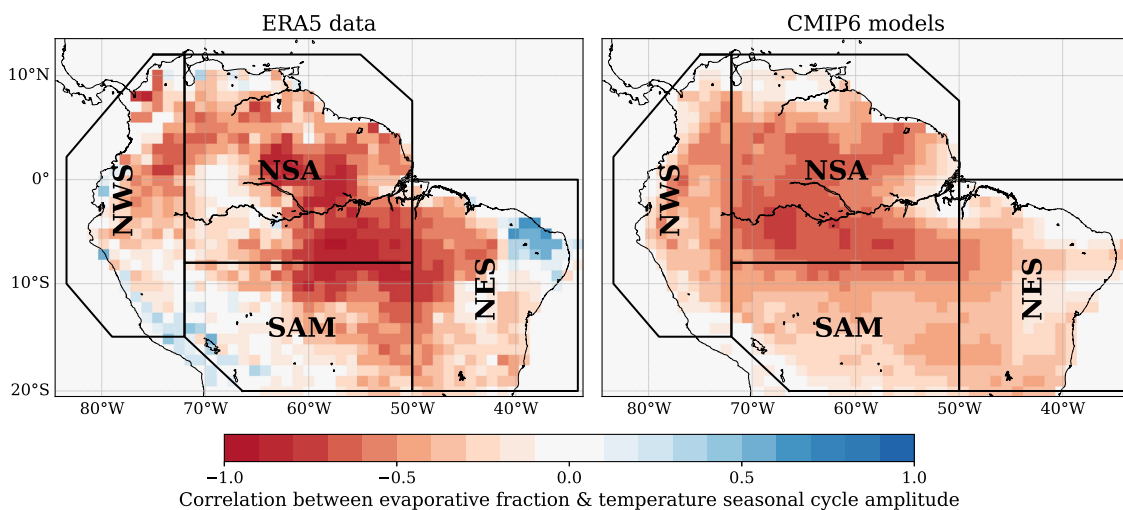 ERA5 data
CMIP6 models
10°N
0°
10°S
20°S
NWS
NSA
SAM
NES
NWS
NSA
SAM
NES
80°W 70°W 60°W 50°W 40°W
80°W 70°W 60°W 50°W 40°W
−1.0 −0.5 0.0 0.5 1.0
Correlation between evaporative fraction & temperature seasonal cycle amplitude